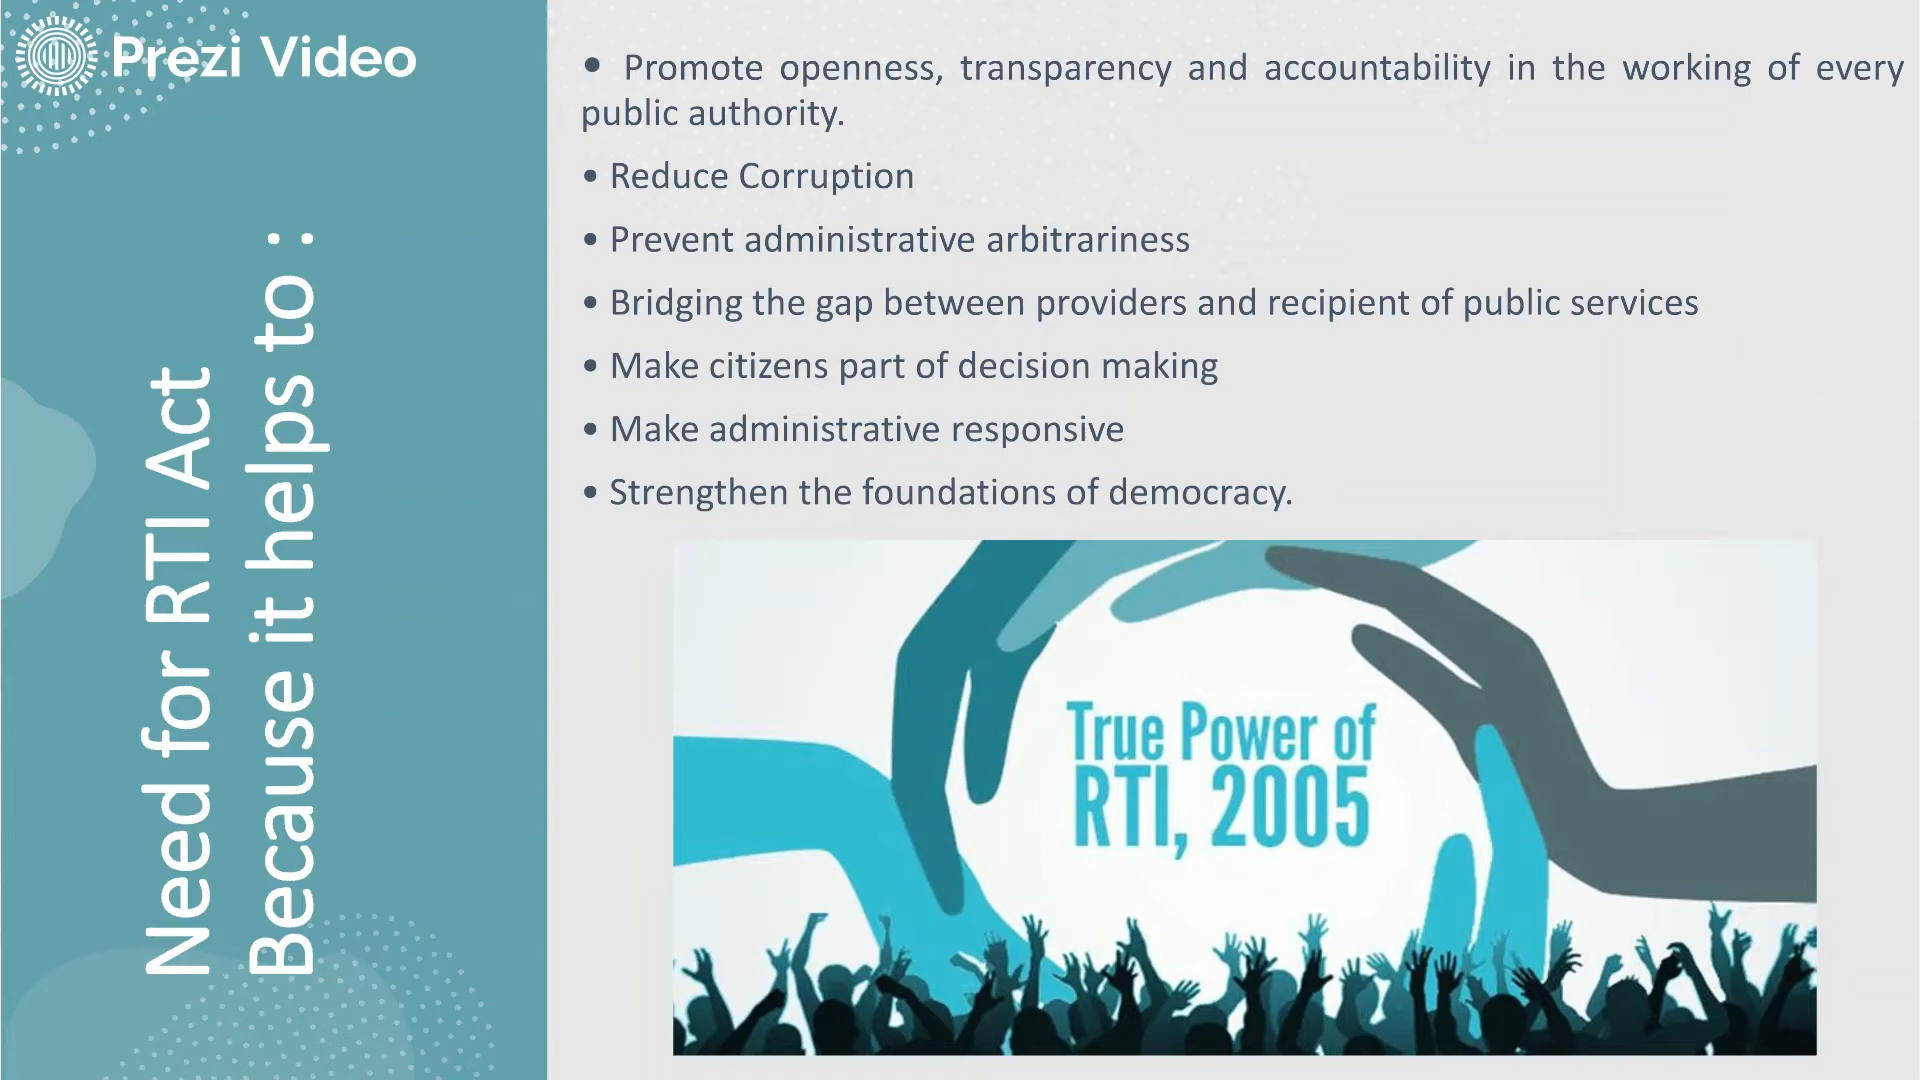 Prezi Video
Need for RTI Act
Because it helps to :
• Promote openness, transparency and accountability in the working of every
public authority.
• Reduce Corruption
• Prevent administrative arbitrariness
• Bridging the gap between providers and recipient of public services
• Make citizens part of decision making
• Make administrative responsive
• Strengthen the foundations of democracy.
True Power of
RTI, 2005